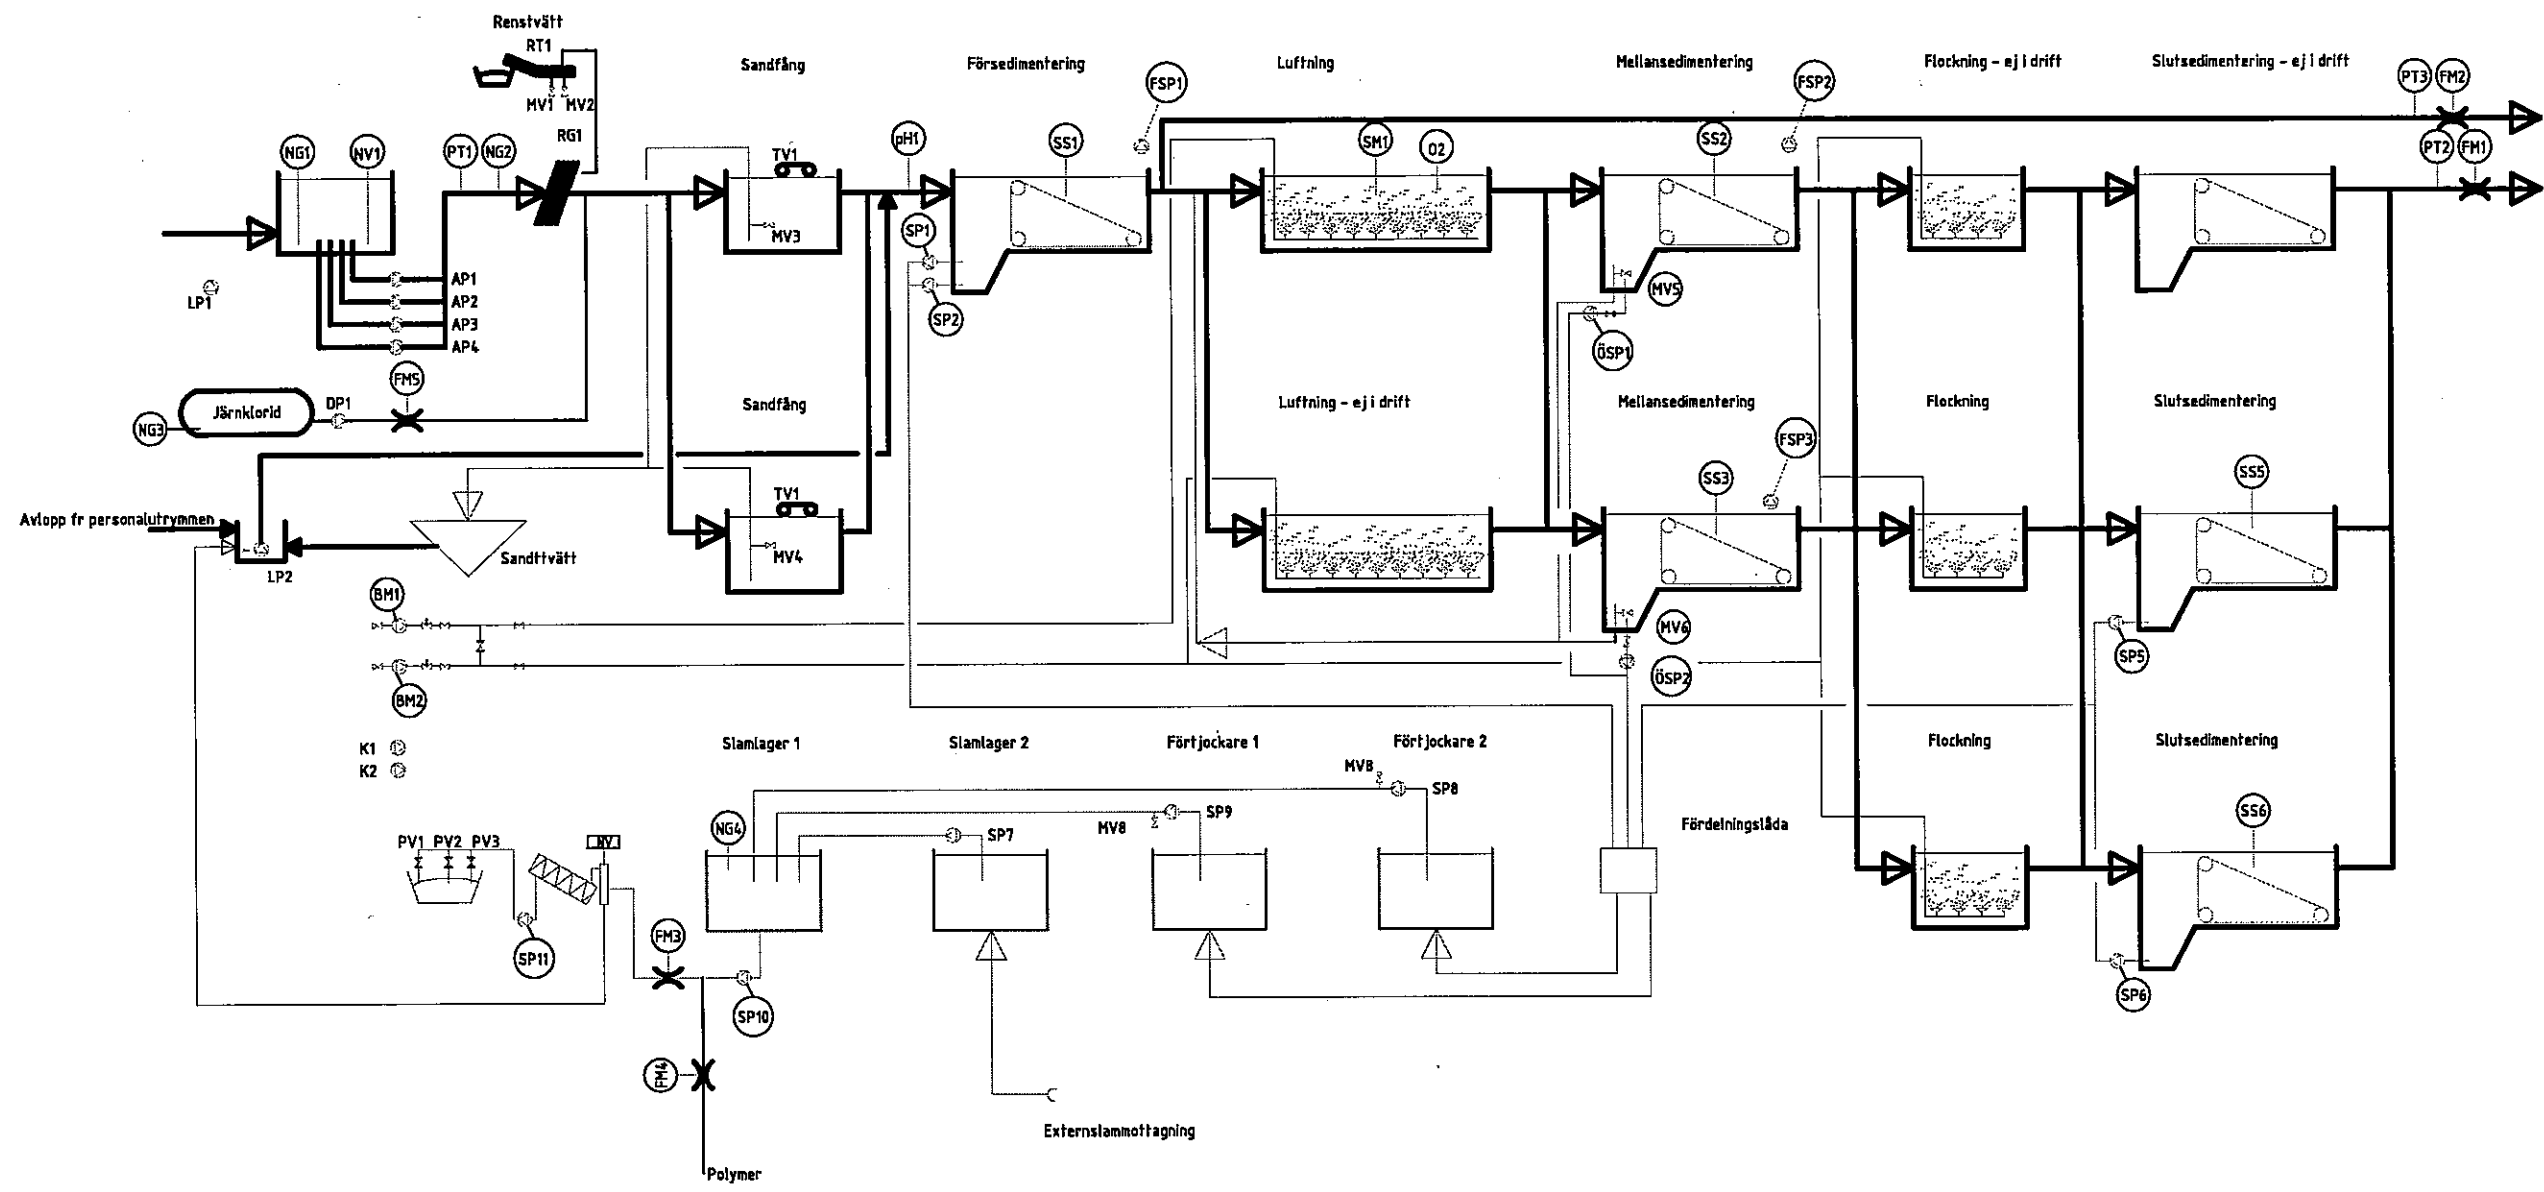 Renstvätt
RT1
MV1 MV2
RG1
Sandfång
Försedimentering
Luftning
Mellansedimentering
Flockning - ej i drift
Slutsedimentering - ej i drift
FSP1
FSP2
PT3
FM2
NG1
NV1
PT1
NG2
TV1
pH1
SS1
SM1
O2
SS2
PT2
FM1
MV3
SP1
SP2
LP1
AP1
AP2
AP3
AP4
MV5
ÖSP1
FM5
DP1
Järnklorid
NG3
Sandfång
Luftning - ej i drift
Mellansedimentering
Flockning
Slutsedimentering
FSP3
SS3
SS5
TV1
Avlopp fr personalutrymmen
MV4
Sandttvätt
LP2
BM1
MV6
SP5
ÖSP2
BM2
K1
K2
Slamlager 1
Slamlager 2
Förtjockare 1
Förtjockare 2
Flockning
Slutsedimentering
MV8
SP8
SP9
MV8
SP7
NG4
Fördelningslåda
SS6
PV1 PV2 PV3
NV
FM3
SP11
SP10
SP6
FM4
Externslammottagning
Polymer